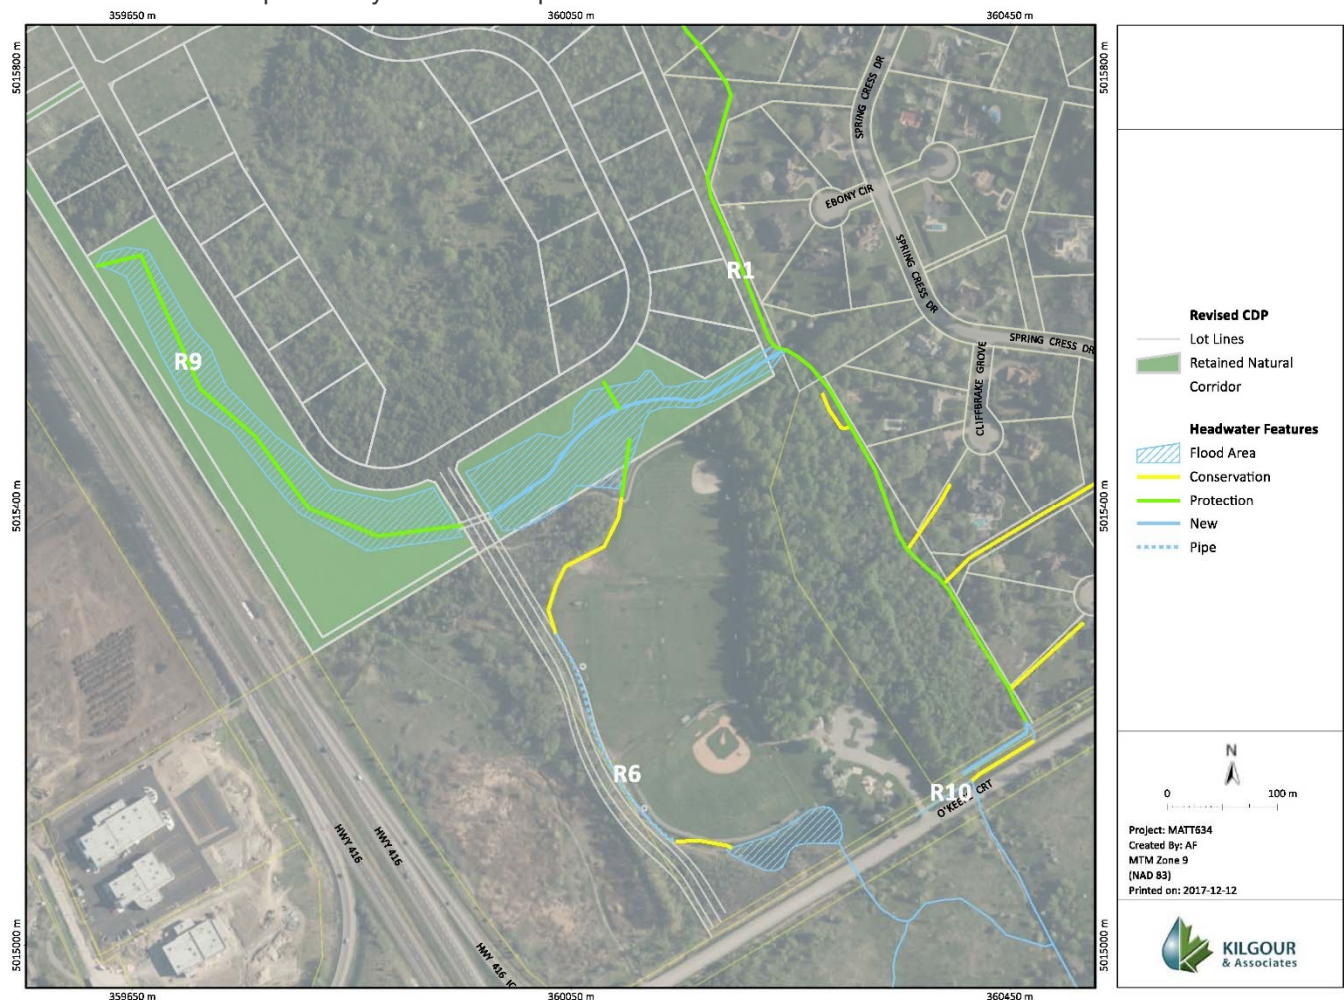 359650 m
360050 m
360450 m
5015800 m
5015800 m
SPRING CRESS DR
EBONY CIR
SPRING CRESS DR
R1
SPRING CRESS DR
CLIFFBRAKE GROVE
R9
5015400 m
5015400 m
R6
R10
O'KEEFE CRT
HWY 416
HWY 416
HWY 416
5015000 m
5015000 m
359650 m
360050 m
360450 m
Revised CDP
Lot Lines
Retained Natural
Corridor
Headwater Features
Flood Area
Conservation
Protection
New
Pipe
N
0 100 m
Project: MATT634
Created By: AF
MTM Zone 9
(NAD 83)
Printed on: 2017-12-12
KILGOUR
& Associates